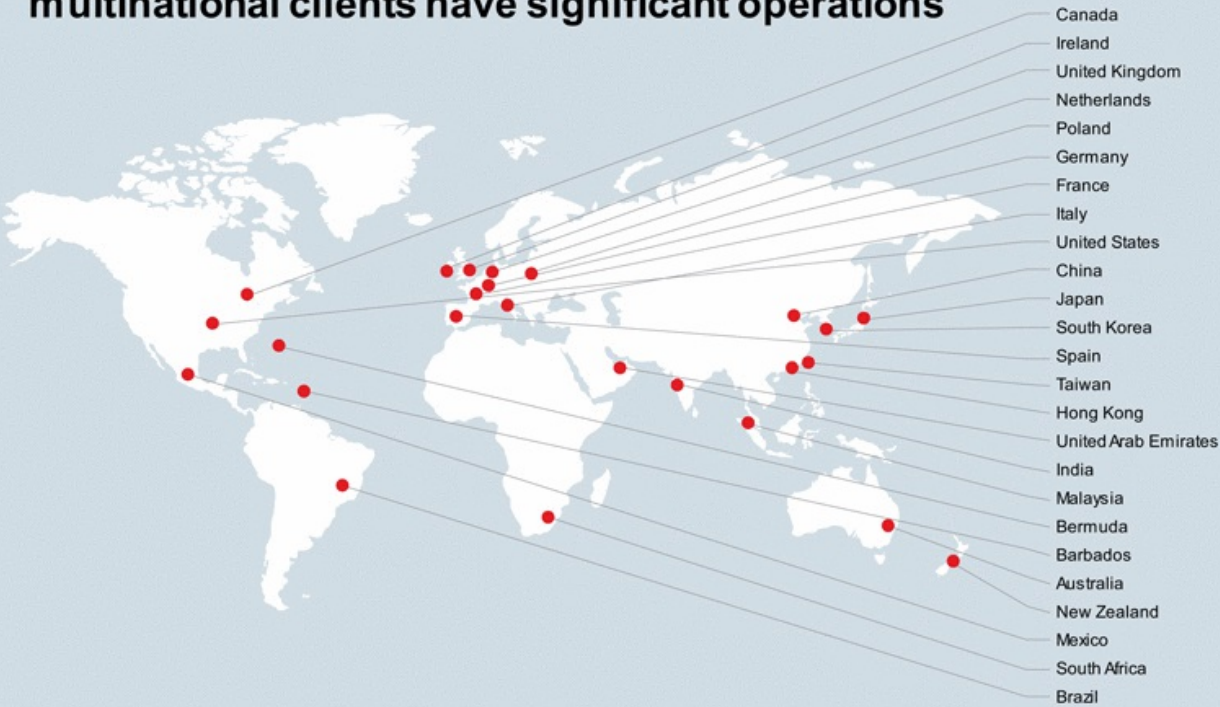 multinational clients have significant operations
Canada
Ireland
United Kingdom
Netherlands
Poland
Germany
France
Italy
United States
China
Japan
South Korea
Spain
Taiwan
Hong Kong
United Arab Emirates
India
Malaysia
Bermuda
Barbados
Australia
New Zealand
Mexico
South Africa
Brazil